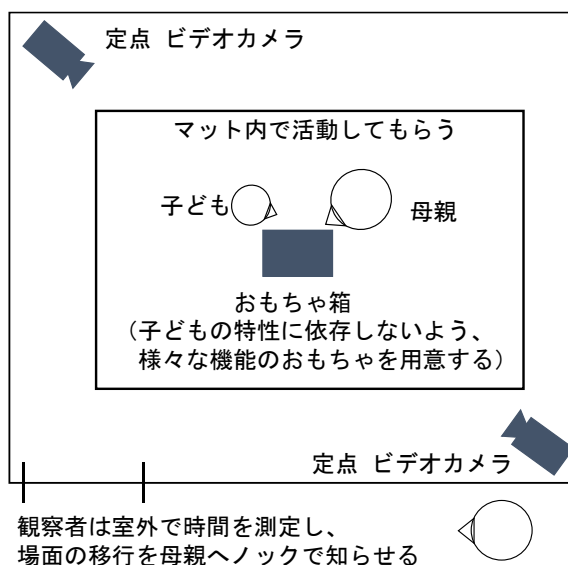 定点 ビデオカメラ
マット内で活動してもらう
子ども
母親
おもちゃ箱
（子どもの特性に依存しないよう、
様々な機能のおもちゃを用意する）
定点 ビデオカメラ
観察者は室外で時間を測定し、
場面の移行を母親へノックで知らせる